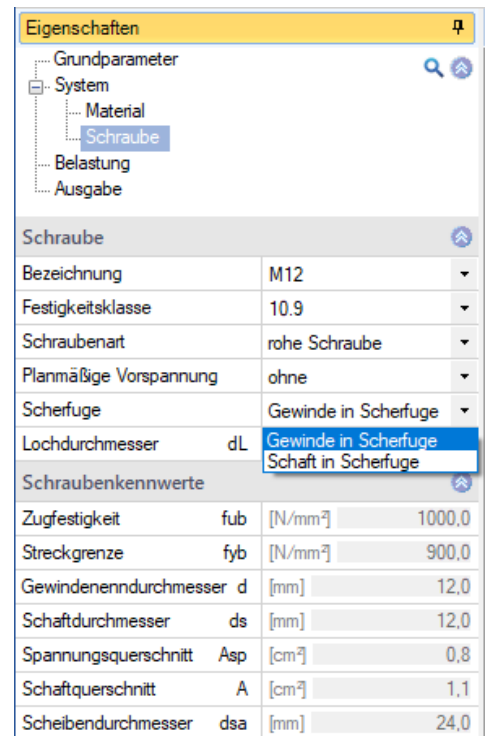 Eigenschaften
Grundparameter
System
Material
Schraube
Belastung
Ausgabe
Schraube
Bezeichnung M12
Festigkeitsklasse 10.9
Schraubenart rohe Schraube
Planmäßige Vorspannung ohne
Scherfuge Gewinde in Scherfuge
Lochdurchmesser dL Gewinde in Scherfuge
Schaft in Scherfuge
Schraubenkennwerte
Zugfestigkeit fub [N/mm²] 1000,0
Streckgrenze fyb [N/mm²] 900,0
Gewindenenndurchmesser d [mm] 12,0
Schaftdurchmesser ds [mm] 12,0
Spannungsquerschnitt Asp [cm²] 0,8
Schaftquerschnitt A [cm²] 1,1
Scheibendurchmesser dsa [mm] 24,0